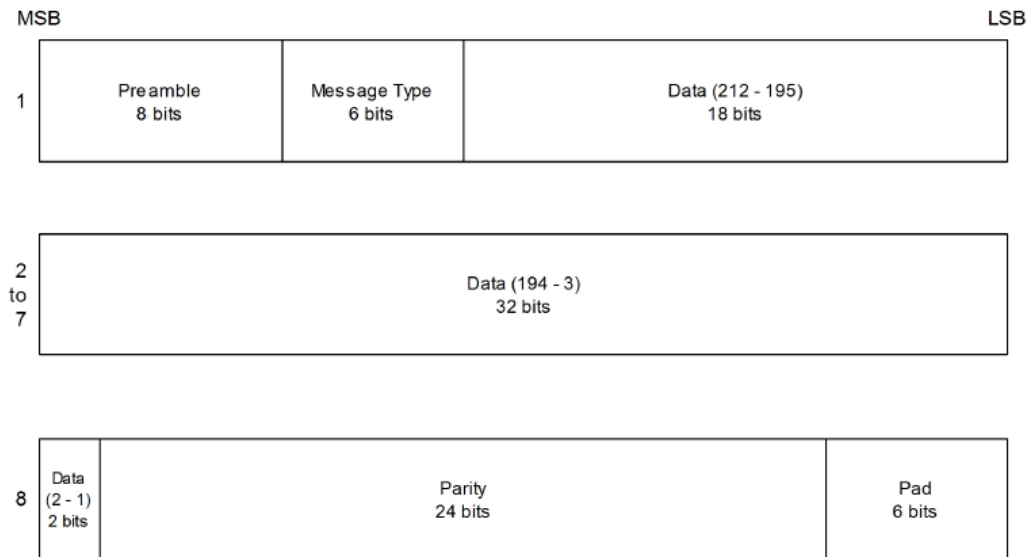 MSB
LSB
1
Preamble
8 bits
Message Type
6 bits
Data (212 - 195)
18 bits
2
to
7
Data (194 - 3)
32 bits
8
Data
(2 - 1)
2 bits
Parity
24 bits
Pad
6 bits